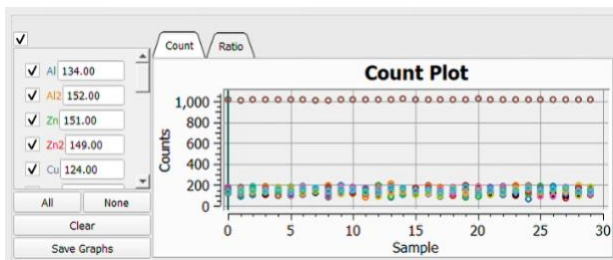 Count
Ratio
Al 134.00
Al2 152.00
Zn 151.00
Zn2 149.00
Cu 124.00
All
None
Clear
Save Graphs
Count Plot
Counts
1,000
800
600
400
200
0
0 5 10 15 20 25 30
Sample